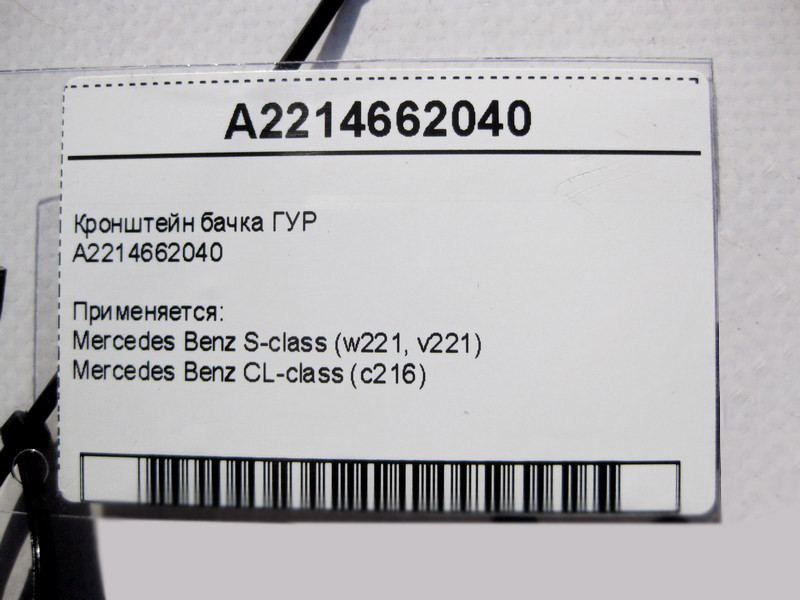 A2214662040
Кронштейн бачка ГУР
A2214662040
Применяется:
Mercedes Benz S-class (w221, v221)
Mercedes Benz CL-class (c216)